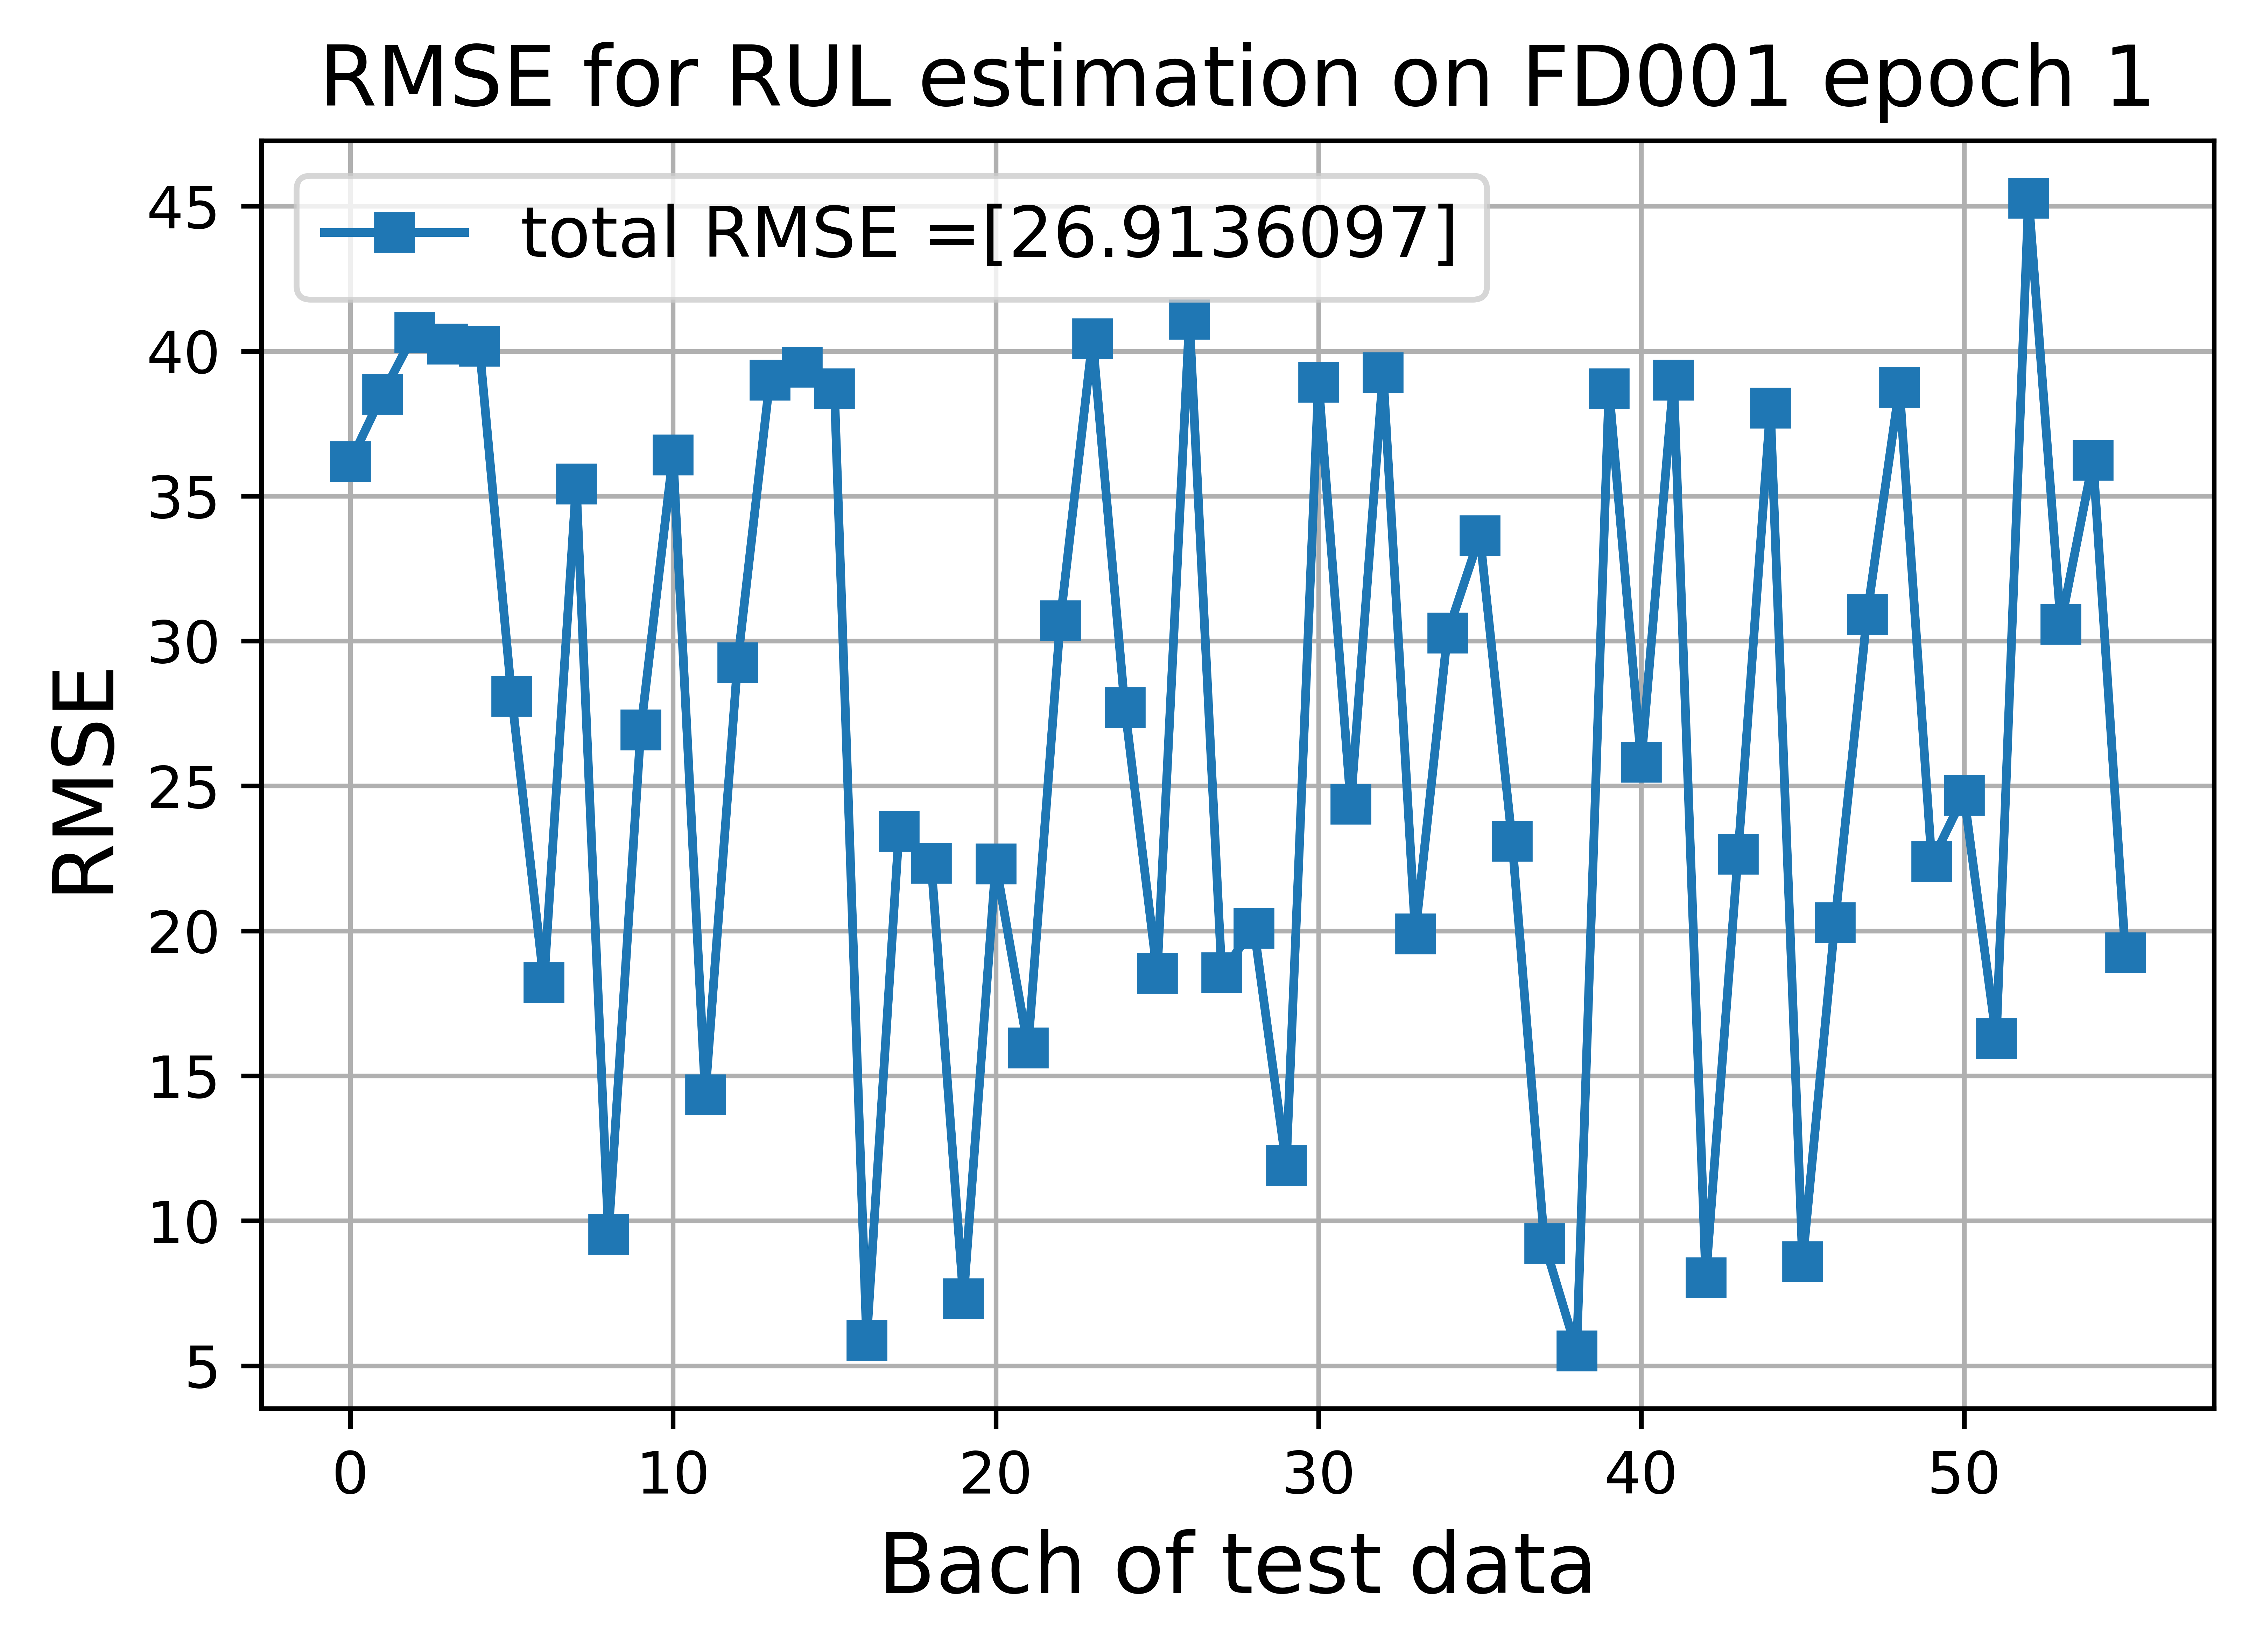 RMSE for RUL estimation on FD001 epoch 1
total RMSE =[26.9136097]
45
40
35
30
25
20
15
10
5
RMSE
0 10 20 30 40 50
Bach of test data